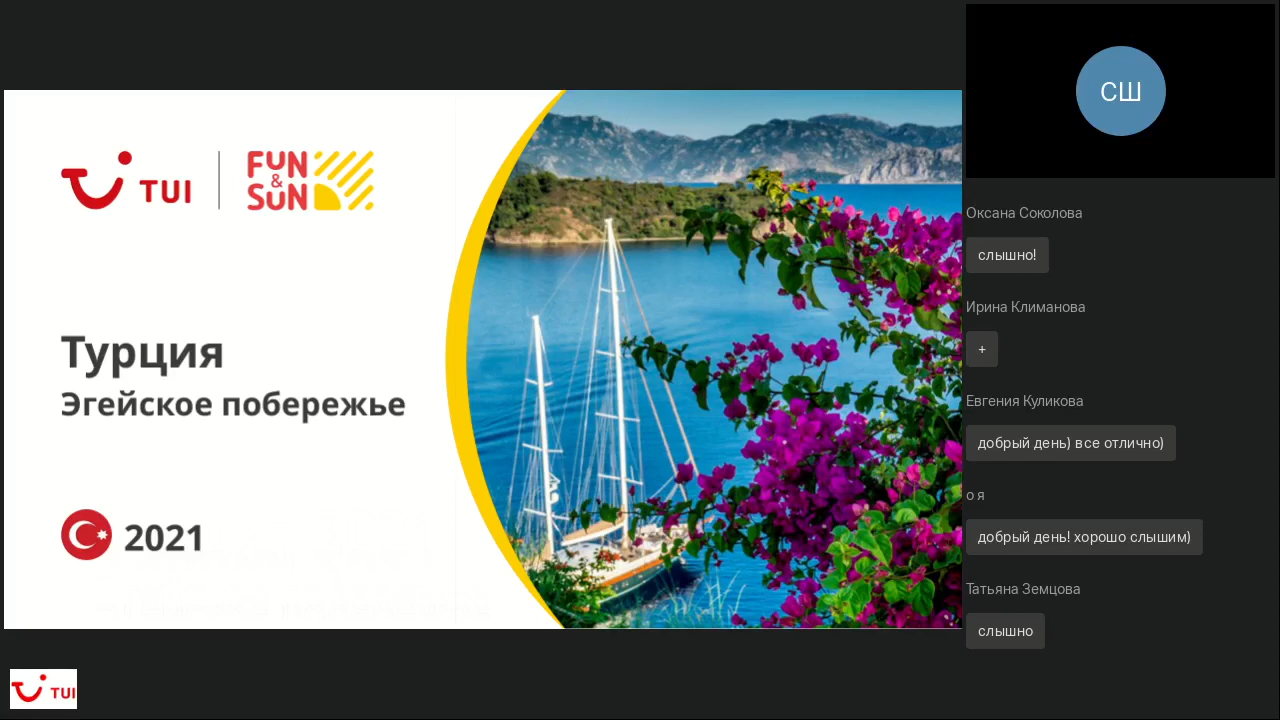 TUI
FUN
&
SUN
Турция
Эгейское побережье
2021
TUI
СШ
Оксана Соколова
слышно!
Ирина Климанова
+
Евгения Куликова
добрый день) все отлично)
о я
добрый день! хорошо слышим)
Татьяна Земцова
слышно